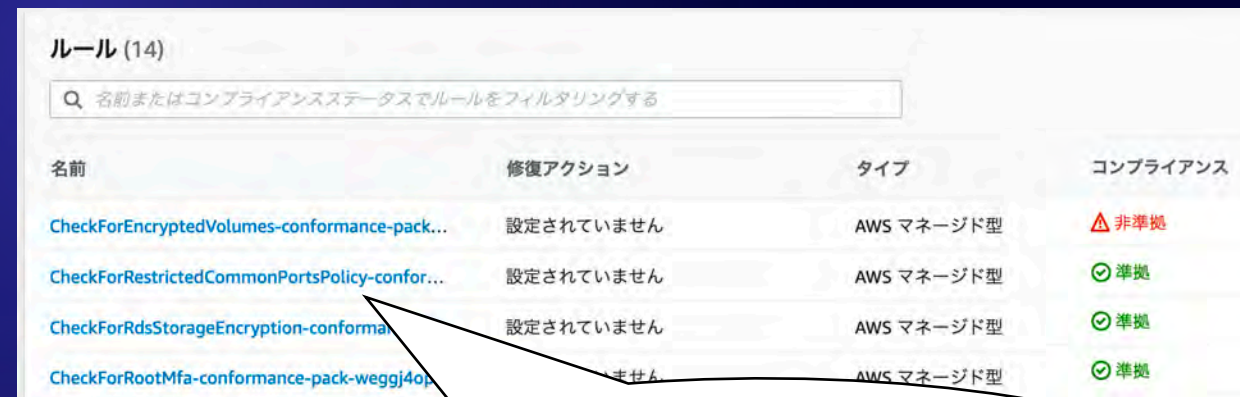 ルール (14)
名前またはコンプライアンスステータスでルールをフィルタリングする
名前 修復アクション タイプ コンプライアンス
CheckForEncryptedVolumes-conformance-pack... 設定されていません AWS マネージド型 非準拠
CheckForRestrictedCommonPortsPolicy-confor... 設定されていません AWS マネージド型 準拠
CheckForRdsStorageEncryption-conforma 設定されていません AWS マネージド型 準拠
CheckForRootMfa-conformance-pack-weggj4op ません AWS マネージド型 準拠